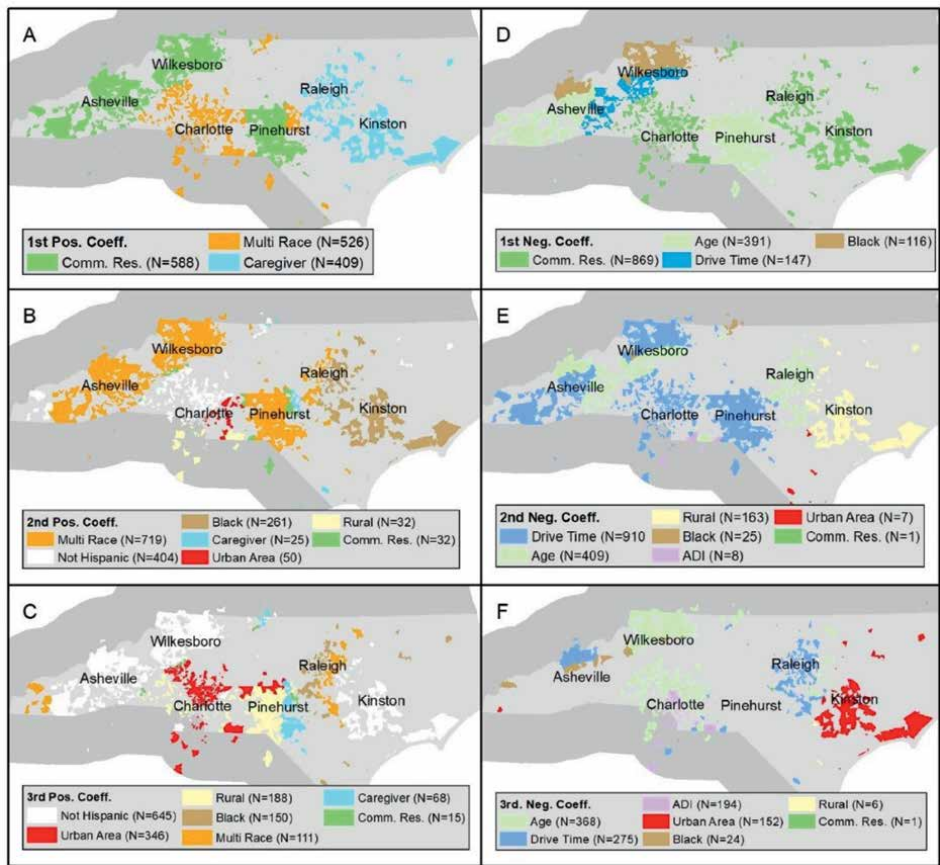 A
Wilkesboro
Asheville
Raleigh
Charlotte
Pinehurst
Kinston
1st Pos. Coeff.
Multi Race (N=526)
Comm. Res. (N=588)
Caregiver (N=409)
D
Wilkesboro
Asheville
Raleigh
Charlotte
Pinehurst
Kinston
1st Neg. Coeff.
Age (N=391)
Black (N=116)
Comm. Res. (N=869)
Drive Time (N=147)
B
Wilkesboro
Asheville
Raleigh
Charlotte
Pinehurst
Kinston
2nd Pos. Coeff.
Black (N=261)
Rural (N=32)
Multi Race (N=719)
Caregiver (N=25)
Comm. Res. (N=32)
Not Hispanic (N=404)
Urban Area (50)
E
Wilkesboro
Asheville
Raleigh
Charlotte
Pinehurst
Kinston
2nd Neg. Coeff.
Rural (N=163)
Urban Area (N=7)
Drive Time (N=910
Black (N=25)
Comm. Res. (N=1)
Age (N=409)
ADI (N=8)
C
Wilkesboro
Asheville
Raleigh
Charlotte
Pinehurst
Kinston
3rd Pos. Coeff.
Rural (N=188)
Caregiver (N=68)
Not Hispanic (N=645)
Black (N=150)
Comm. Res. (N=15)
Urban Area (N=346)
Multi Race (N=111)
F
Wilkesboro
Asheville
Raleigh
Charlotte
Pinehurst
Kinston
3rd. Neg. Coeff.
ADI (N=194)
Rural (N=6)
Age (N=368)
Urban Area (N=152)
Comm. Res. (N=1)
Drive Time (N=275)
Black (N=24)